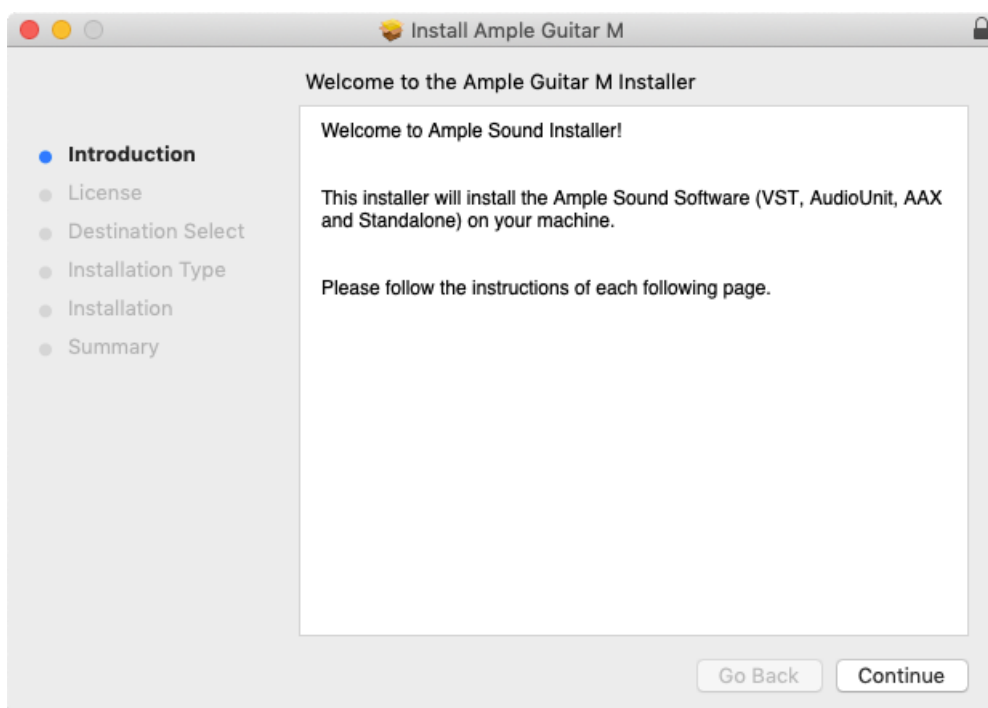 Install Ample Guitar M
Welcome to the Ample Guitar M Installer
Introduction
License
Destination Select
Installation Type
Installation
Summary
Welcome to Ample Sound Installer!
This installer will install the Ample Sound Software (VST, AudioUnit, AAX
and Standalone) on your machine.
Please follow the instructions of each following page.
Go Back
Continue